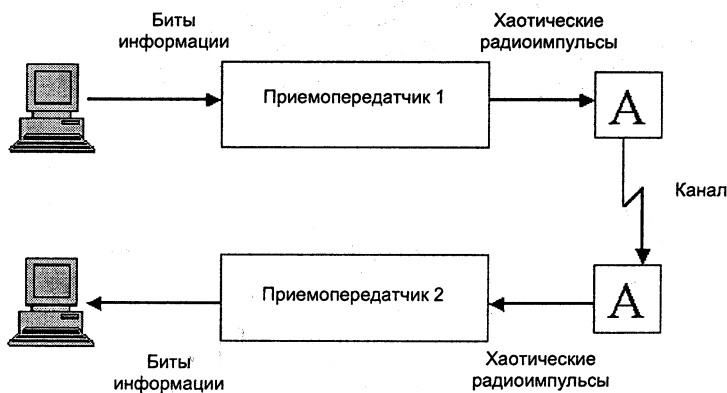 Биты
информации
Хаотические
радиоимпульсы
Приемопередатчик 1
А
Канал
Приемопередатчик 2
А
Биты
информации
Хаотические
радиоимпульсы